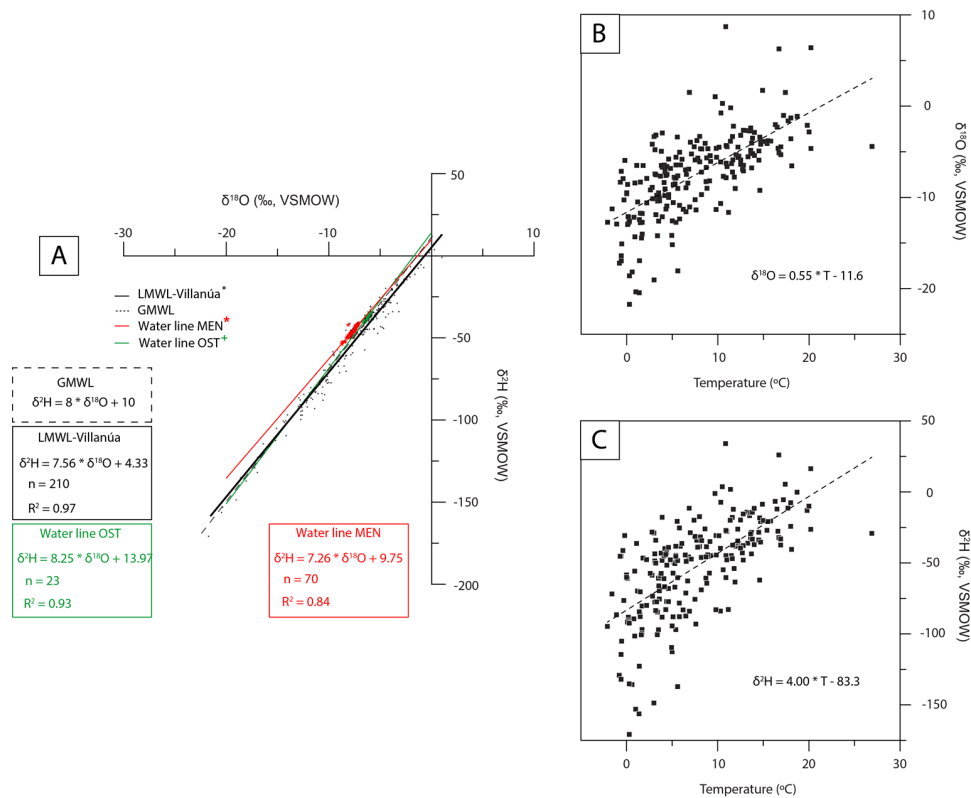 A
δ¹⁸O (‰, VSMOW)
-30
-20
-10
10
50
-50
-100
-150
-200
δ²H (‰, VSMOW)
LMWL-Villanúa*
GMWL
Water line MEN*
Water line OST+
GMWL
δ²H = 8 * δ¹⁸O + 10
LMWL-Villanúa
δ²H = 7.56 * δ¹⁸O + 4.33
n = 210
R² = 0.97
Water line OST
δ²H = 8.25 * δ¹⁸O + 13.97
n = 23
R² = 0.93
Water line MEN
δ²H = 7.26 * δ¹⁸O + 9.75
n = 70
R² = 0.84
B
10
0
-10
-20
δ¹⁸O (‰, VSMOW)
δ¹⁸O = 0.55 * T - 11.6
0
10
20
30
Temperature (ºC)
C
50
0
-50
-100
-150
δ²H (‰, VSMOW)
δ²H = 4.00 * T - 83.3
0
10
20
30
Temperature (ºC)